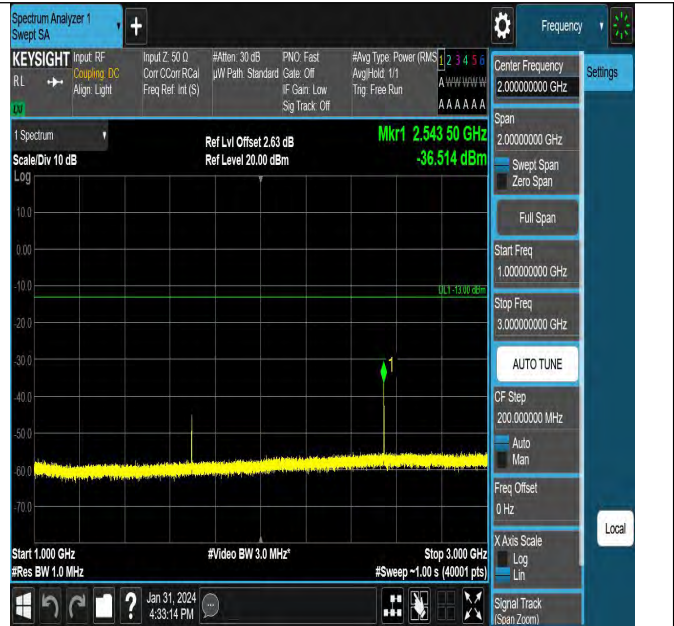 Spectrum Analyzer 1
Swept SA
+
Frequency
KEYSIGHT
RL
Input: RF
Coupling: DC
Align: Light
Input Z: 50 Ω
Corr CCorr RCal
Freq Ref: Int (S)
#Atten: 30 dB
µW Path: Standard
PNO: Fast
Gate: Off
IF Gain: Low
Sig Track: Off
#Avg Type: Power (RMS
Avg|Hold: 1/1
Trig: Free Run
1 2 3 4 5 6
A W W W W W
A A A A A A
1 Spectrum
Scale/Div 10 dB
Log
Ref Lvl Offset 2.63 dB
Ref Level 20.00 dBm
Mkr1 2.543 50 GHz
-36.514 dBm
10.0
0.00
-10.0
UL1 -13.00 dBm
-20.0
-30.0
1
-40.0
-50.0
-60.0
-70.0
Start 1.000 GHz
#Res BW 1.0 MHz
#Video BW 3.0 MHz*
Stop 3.000 GHz
#Sweep ~1.00 s (40001 pts)
Center Frequency
2.00000000 GHz
Settings
Span
2.00000000 GHz
Swept Span
Zero Span
Full Span
Start Freq
1.000000000 GHz
Stop Freq
3.000000000 GHz
AUTO TUNE
CF Step
200.000000 MHz
Auto
Man
Freq Offset
0 Hz
X Axis Scale
Log
Lin
Local
Signal Track
(Span Zoom)
?
Jan 31, 2024
4:33:14 PM